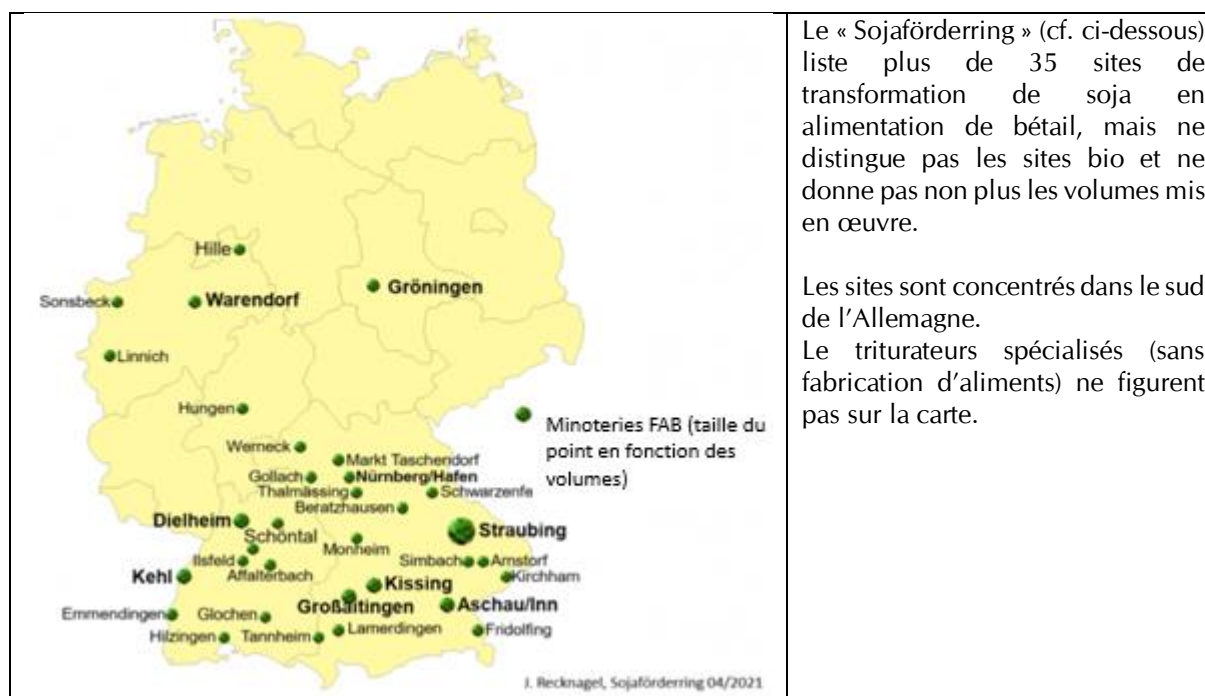 Hille
Sonsbeck
Warendorf
Gröningen
Linnich
Hungen
Werneck
Markt Taschendorf
Gollach
Nürnberg/Hafen
Thalmässing
Schwarzenfe
Beratzhausen
Dielheim
Schöntal
Straubing
Monheim
Ilsfeld
Simbach
Arnstorf
Affalterbach
Kirchham
Kehl
Kissing
Großaitingen
Aschau/Inn
Emmendingen
Glochen
Lamerdingen
Fridolfing
Hilzingen
Tannheim
Minoteries FAB (taille du
point en fonction des
volumes)
J. Recknagel, Sojaförderring 04/2021
Le « Sojaförderring » (cf. ci-dessous)
liste plus de 35 sites de
transformation de soja en
alimentation de bétail, mais ne
distingue pas les sites bio et ne
donne pas non plus les volumes mis
en œuvre.
Les sites sont concentrés dans le sud
de l’Allemagne.
Le triturateurs spécialisés (sans
fabrication d’aliments) ne figurent
pas sur la carte.